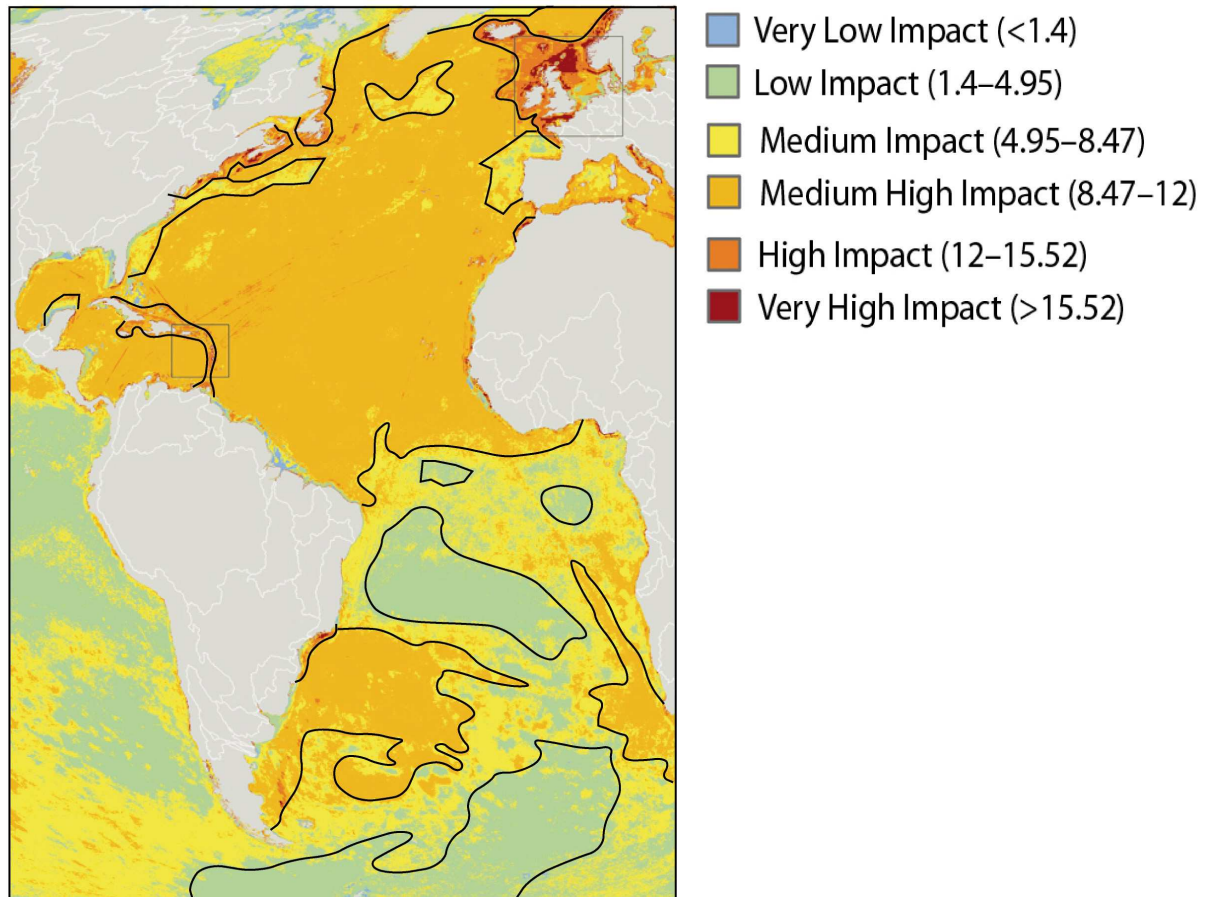 Very Low Impact (<1.4)
Low Impact (1.4–4.95)
Medium Impact (4.95–8.47)
Medium High Impact (8.47–12)
High Impact (12–15.52)
Very High Impact (>15.52)